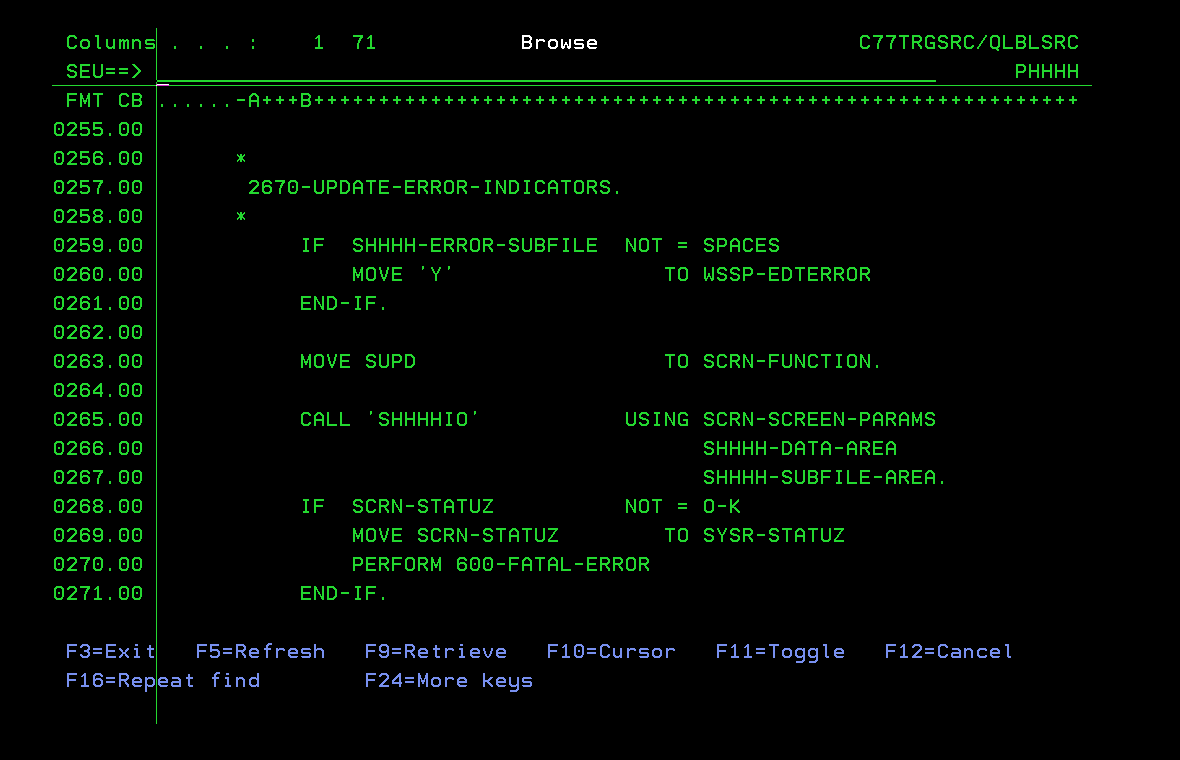 Columns . . . :    1  71           Browse                    C77TRGSRC/QLBLSRC
SEU==>                                                                   PHHHH
FMT CB ......-A+++B+++++++++++++++++++++++++++++++++++++++++++++++++++++++++++
0255.00
0256.00       *
0257.00        2670-UPDATE-ERROR-INDICATORS.
0258.00       *
0259.00            IF  SHHHH-ERROR-SUBFILE  NOT = SPACES
0260.00                MOVE 'Y'                TO WSSP-EDTERROR
0261.00            END-IF.
0262.00
0263.00            MOVE SUPD                   TO SCRN-FUNCTION.
0264.00
0265.00            CALL 'SHHHHIO'           USING SCRN-SCREEN-PARAMS
0266.00                                           SHHHH-DATA-AREA
0267.00                                           SHHHH-SUBFILE-AREA.
0268.00            IF  SCRN-STATUZ          NOT = O-K
0269.00                MOVE SCRN-STATUZ        TO SYSR-STATUZ
0270.00                PERFORM 600-FATAL-ERROR
0271.00            END-IF.
F3=Exit   F5=Refresh   F9=Retrieve   F10=Cursor   F11=Toggle   F12=Cancel
F16=Repeat find        F24=More keys